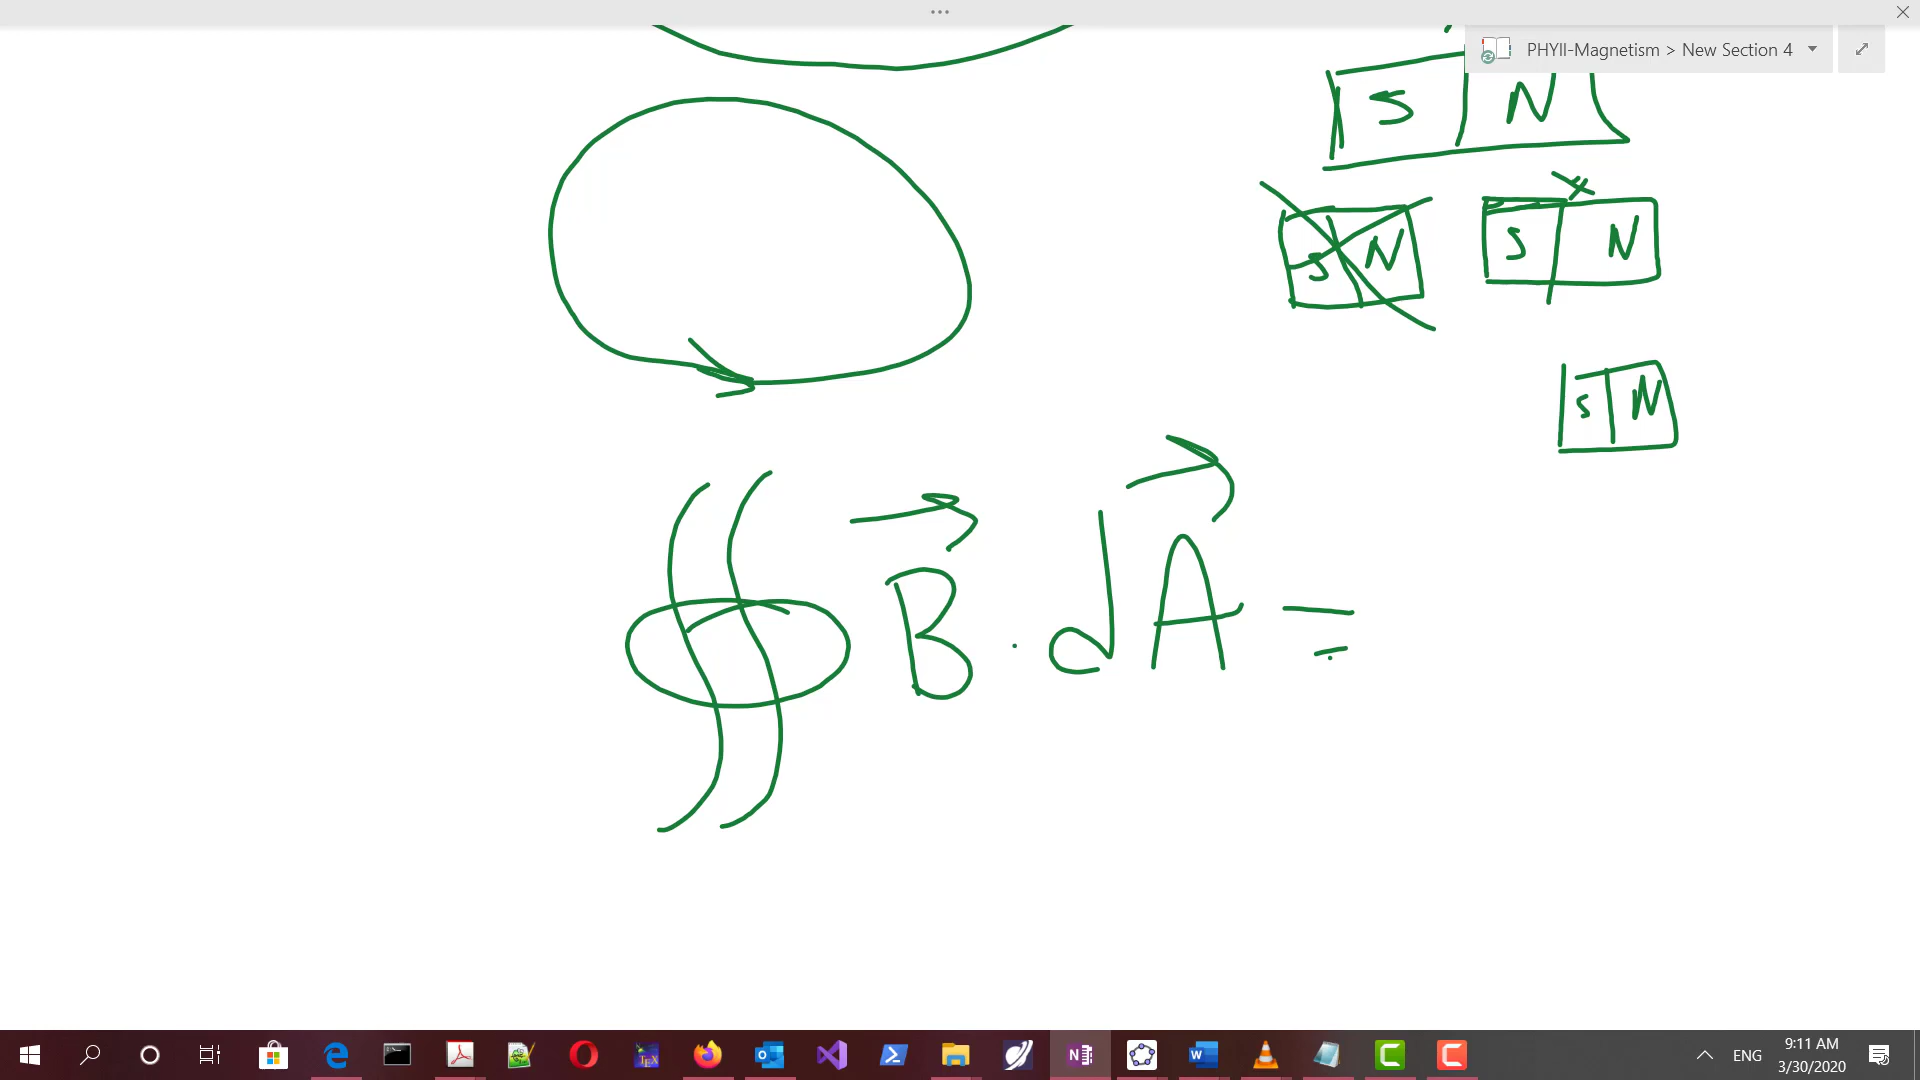 PHYII-Magnetism > New Section 4
S N
S N
S N
S N
∯ B⃗ · dA⃗ =
ENG
9:11 AM
3/30/2020